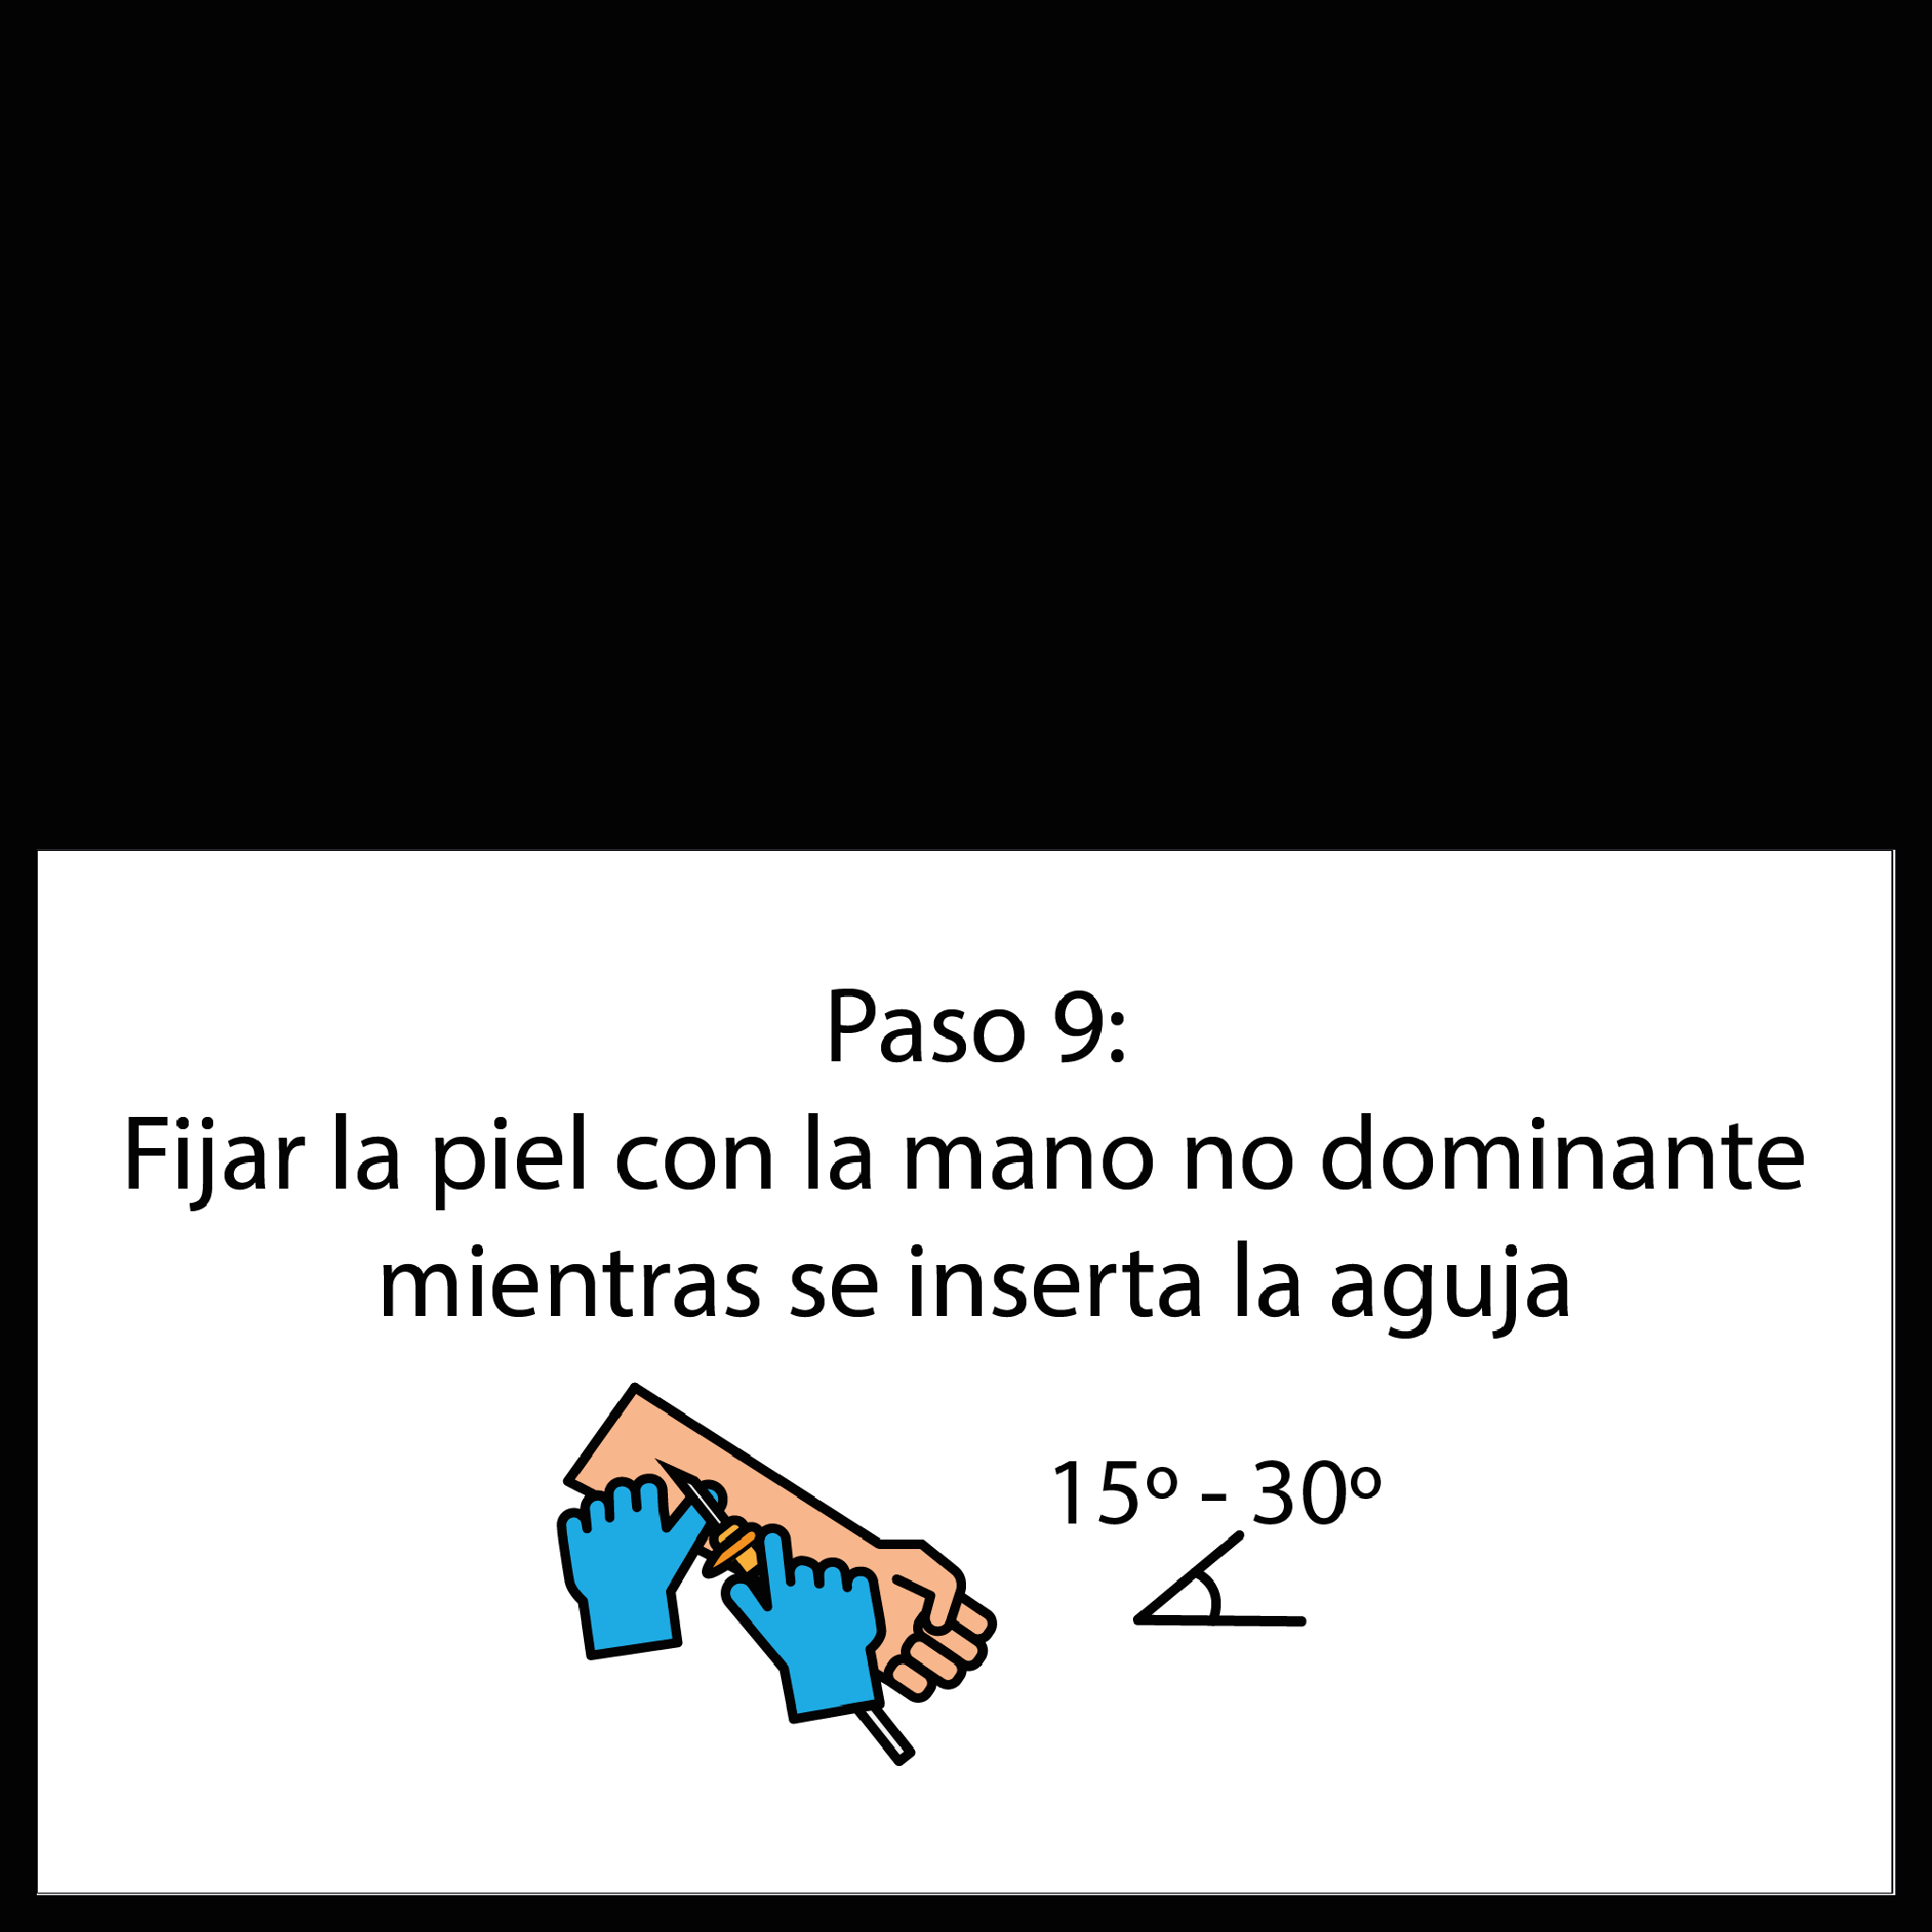 Paso 9:
Fijar la piel con la mano no dominante
mientras se inserta la aguja
15º - 30º